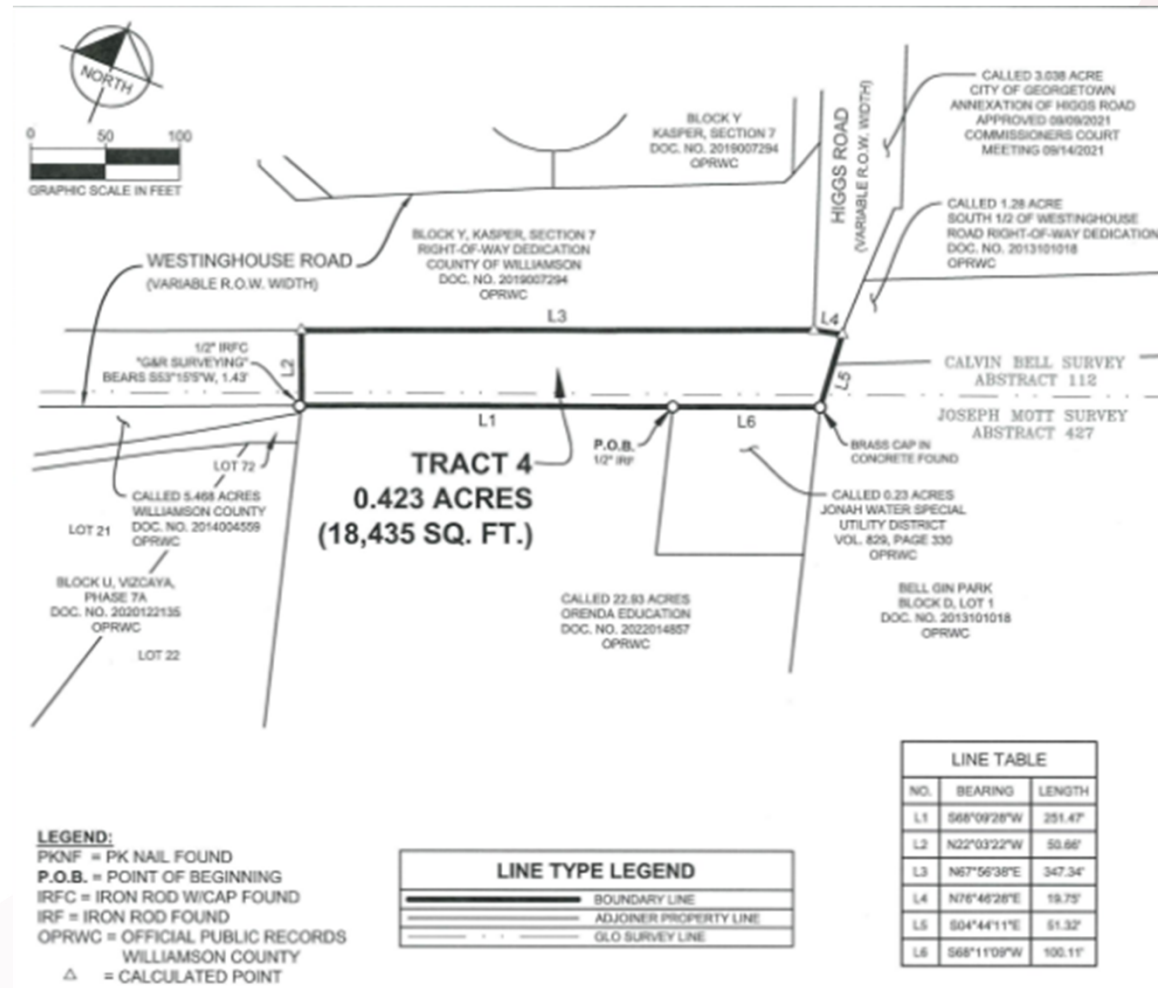 NORTH
0 50 100
GRAPHIC SCALE IN FEET
BLOCK Y
KASPER, SECTION 7
DOC. NO. 2019007294
OPRWC
HIGGS ROAD
(VARIABLE R.O.W. WIDTH)
CALLED 3.038 ACRE
CITY OF GEORGETOWN
ANNEXATION OF HIGGS ROAD
APPROVED 09/09/2021
COMMISSIONERS COURT
MEETING 09/14/2021
CALLED 1.28 ACRE
SOUTH 1/2 OF WESTINGHOUSE
ROAD RIGHT-OF-WAY DEDICATION
DOC. NO. 2013101018
OPRWC
WESTINGHOUSE ROAD
(VARIABLE R.O.W. WIDTH)
BLOCK Y, KASPER, SECTION 7
RIGHT-OF-WAY DEDICATION
COUNTY OF WILLIAMSON
DOC. NO. 2019007294
OPRWC
L3
L4
L2
L5
1/2" IRFC
"G&R SURVEYING"
BEARS S53°15'5"W, 1.43'
CALVIN BELL SURVEY
ABSTRACT 112
JOSEPH MOTT SURVEY
ABSTRACT 427
L1
L6
P.O.B.
1/2" IRF
BRASS CAP IN
CONCRETE FOUND
TRACT 4
0.423 ACRES
(18,435 SQ. FT.)
LOT 72
CALLED 5.468 ACRES
WILLIAMSON COUNTY
DOC. NO. 2014004559
OPRWC
LOT 21
CALLED 0.23 ACRES
JONAH WATER SPECIAL
UTILITY DISTRICT
VOL. 829, PAGE 330
OPRWC
BLOCK U, VIZCAYA,
PHASE 7A
DOC. NO. 2020122135
OPRWC
LOT 22
CALLED 22.93 ACRES
ORENDA EDUCATION
DOC. NO. 2022014857
OPRWC
BELL GIN PARK
BLOCK D, LOT 1
DOC. NO. 2013101018
OPRWC
LINE TABLE
NO. BEARING LENGTH
L1 S68°09'28"W 251.47'
L2 N22°03'22"W 50.66'
L3 N67°56'38"E 347.34'
L4 N76°46'28"E 19.75'
L5 S04°44'11"E 51.32'
L6 S68°11'09"W 100.11'
LEGEND:
PKNF = PK NAIL FOUND
P.O.B. = POINT OF BEGINNING
IRFC = IRON ROD W/CAP FOUND
IRF = IRON ROD FOUND
OPRWC = OFFICIAL PUBLIC RECORDS
WILLIAMSON COUNTY
△ = CALCULATED POINT
LINE TYPE LEGEND
BOUNDARY LINE
ADJOINER PROPERTY LINE
GLO SURVEY LINE